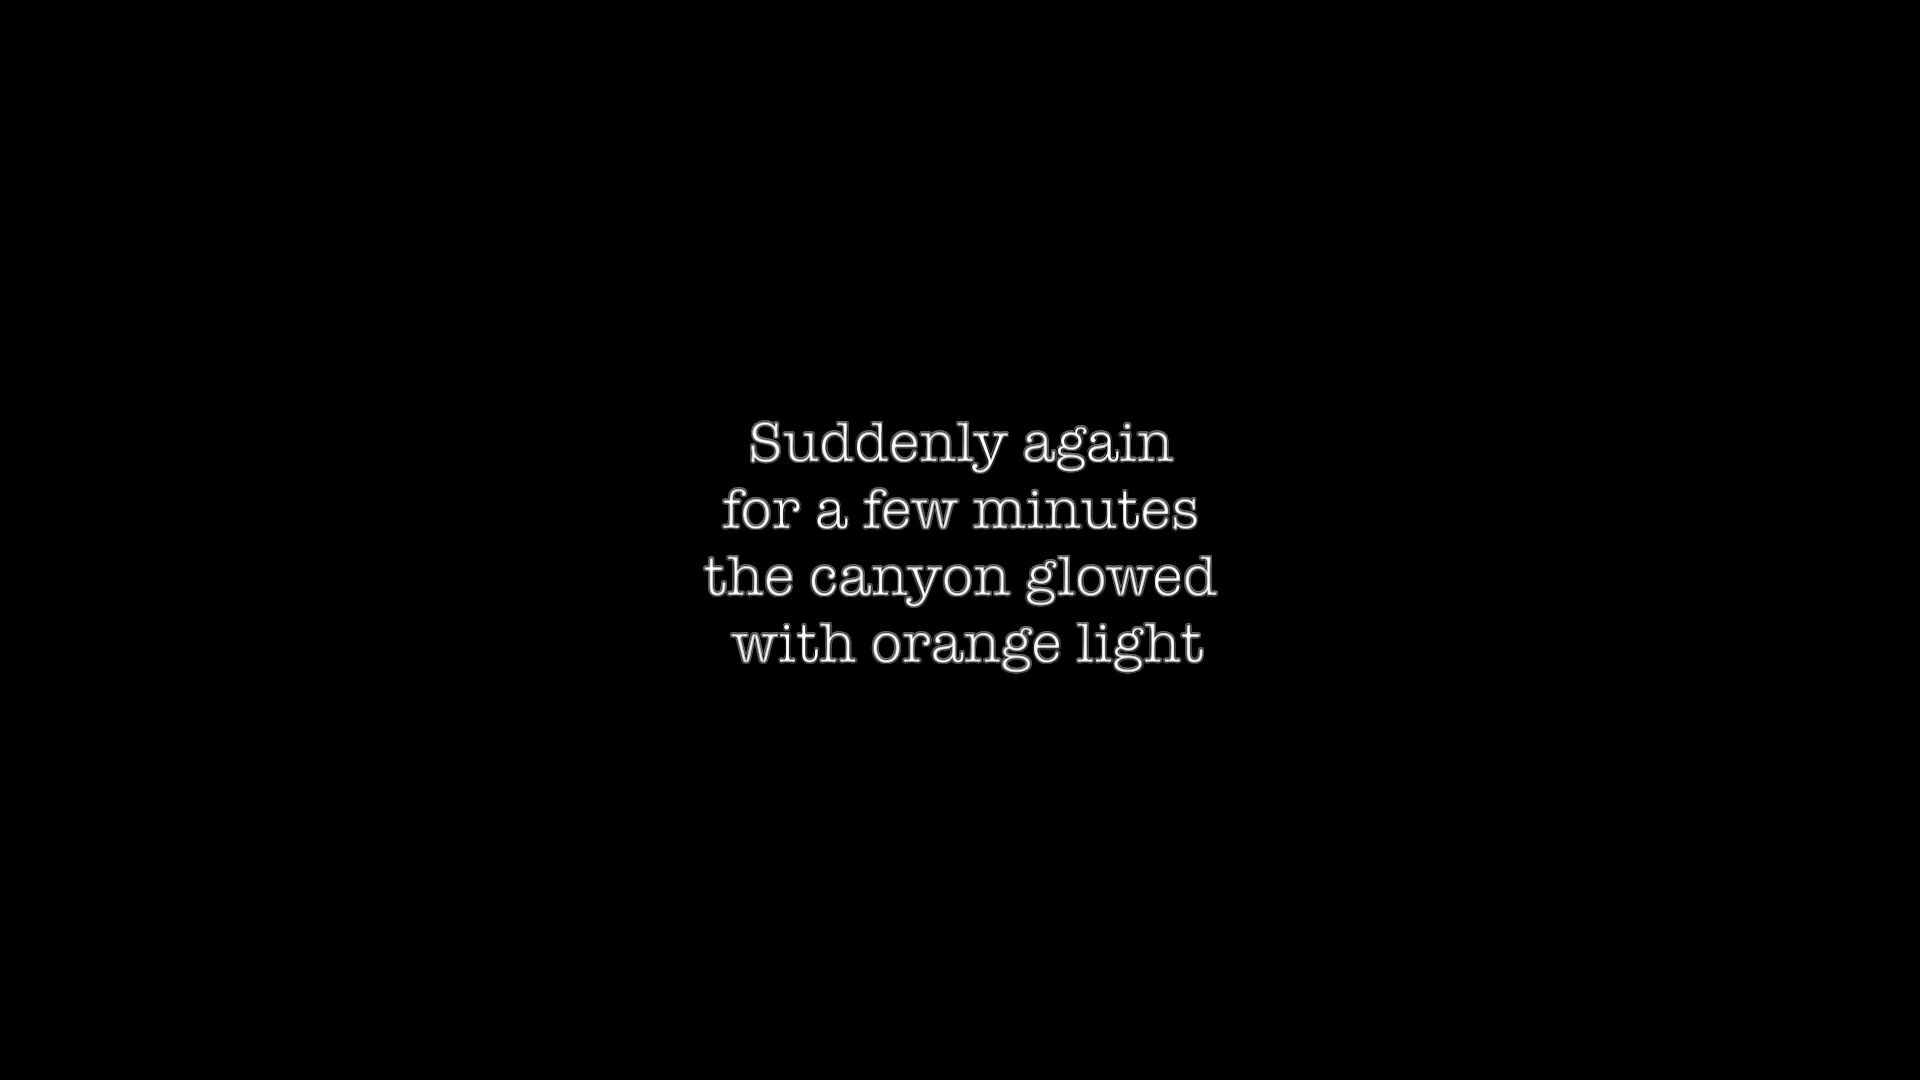 Suddenly again
for a few minutes
the canyon glowed
with orange light